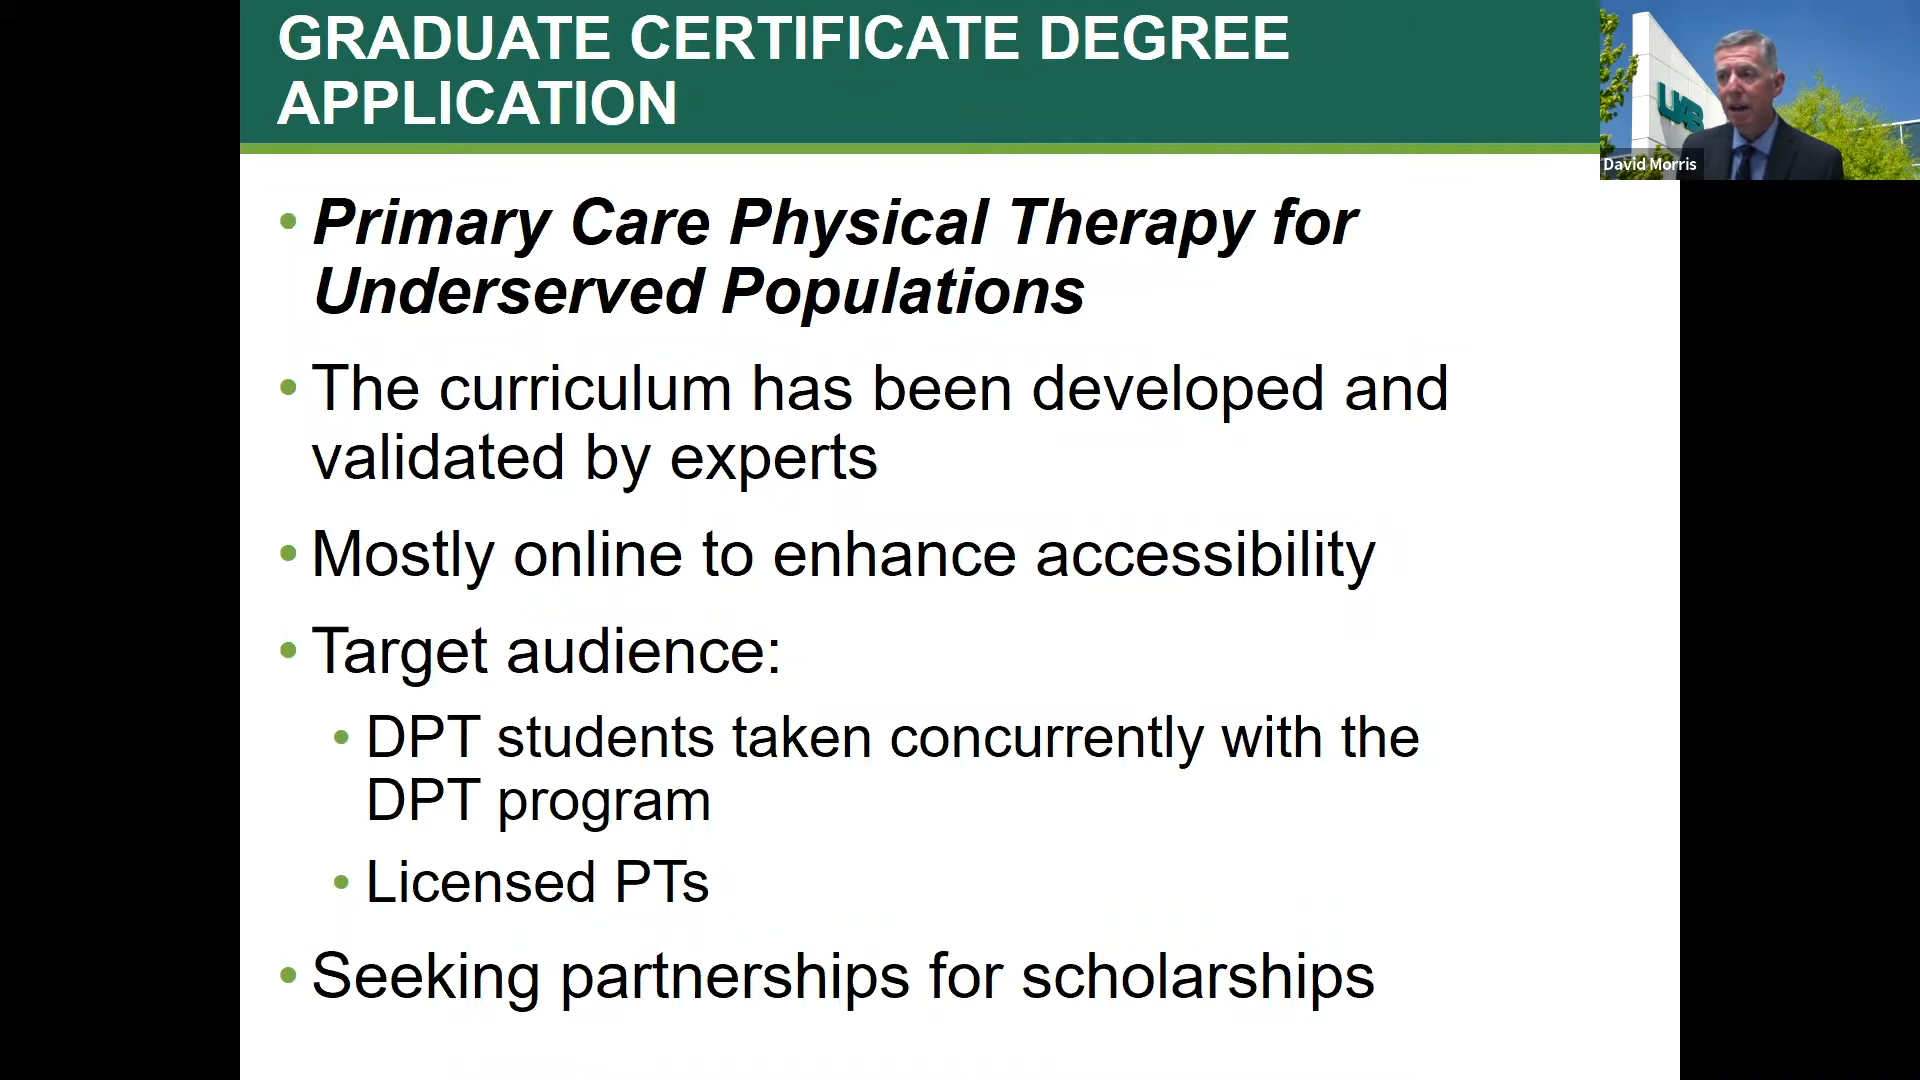 GRADUATE CERTIFICATE DEGREE
APPLICATION
UAB
David Morris
• Primary Care Physical Therapy for
Underserved Populations
• The curriculum has been developed and
validated by experts
• Mostly online to enhance accessibility
• Target audience:
• DPT students taken concurrently with the
DPT program
• Licensed PTs
• Seeking partnerships for scholarships